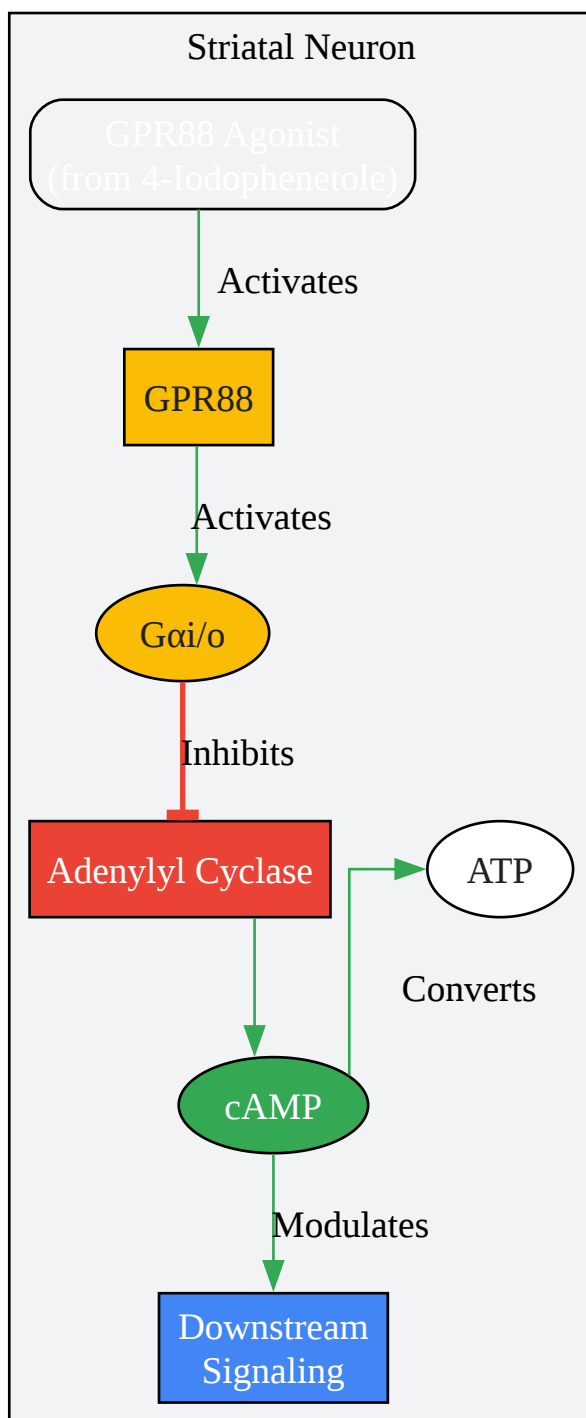 Striatal Neuron
GPR88 Agonist
(from 4-Iodophenetole)
Activates
GPR88
Activates
Gαi/o
Inhibits
Adenylyl Cyclase
ATP
Converts
cAMP
Modulates
Downstream
Signaling